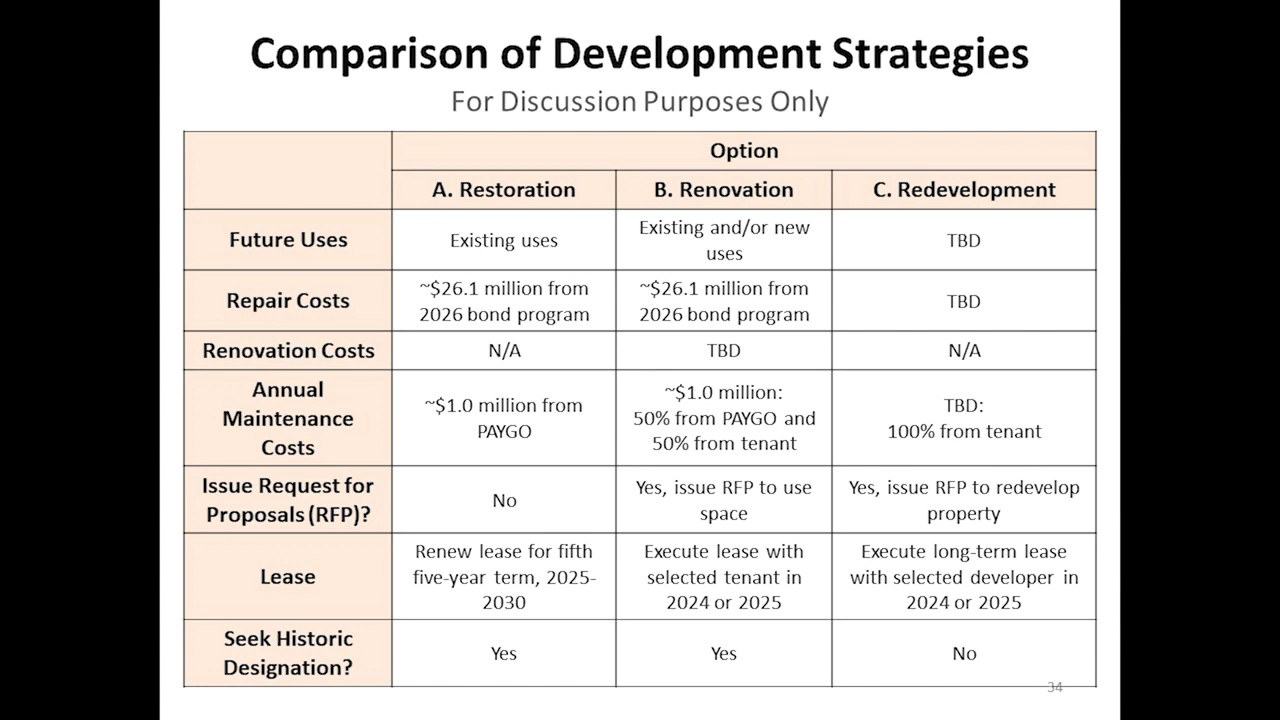 Comparison of Development Strategies
For Discussion Purposes Only
Option
A. Restoration
B. Renovation
C. Redevelopment
Future Uses
Existing uses
Existing and/or new
uses
TBD
Repair Costs
~$26.1 million from
2026 bond program
~$26.1 million from
2026 bond program
TBD
Renovation Costs
N/A
TBD
N/A
Annual
Maintenance
Costs
~$1.0 million from
PAYGO
~$1.0 million:
50% from PAYGO and
50% from tenant
TBD:
100% from tenant
Issue Request for
Proposals (RFP)?
No
Yes, issue RFP to use
space
Yes, issue RFP to redevelop
property
Lease
Renew lease for fifth
five-year term, 2025-
2030
Execute lease with
selected tenant in
2024 or 2025
Execute long-term lease
with selected developer in
2024 or 2025
Seek Historic
Designation?
Yes
Yes
No
34